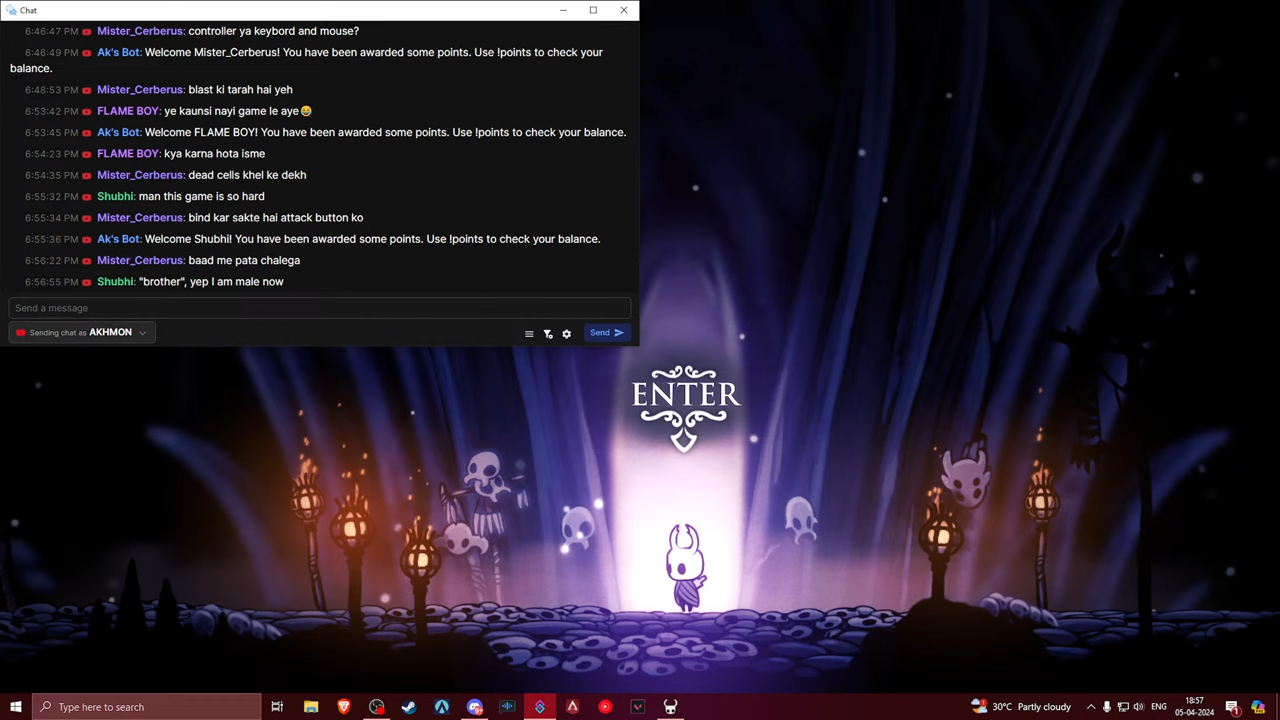 Chat
6:46:47 PM Mister_Cerberus: controller ya keybord and mouse?
6:46:49 PM Ak's Bot: Welcome Mister_Cerberus! You have been awarded some points. Use !points to check your
balance.
6:48:53 PM Mister_Cerberus: blast ki tarah hai yeh
6:53:42 PM FLAME BOY: ye kaunsi nayi game le aye😂
6:53:45 PM Ak's Bot: Welcome FLAME BOY! You have been awarded some points. Use !points to check your balance.
6:54:23 PM FLAME BOY: kya karna hota isme
6:54:35 PM Mister_Cerberus: dead cells khel ke dekh
6:55:32 PM Shubhi: man this game is so hard
6:55:34 PM Mister_Cerberus: bind kar sakte hai attack button ko
6:55:36 PM Ak's Bot: Welcome Shubhi! You have been awarded some points. Use !points to check your balance.
6:56:22 PM Mister_Cerberus: baad me pata chalega
6:56:55 PM Shubhi: "brother", yep I am male now
Send a message
Sending chat as AKHMON
Send
ENTER
Type here to search
30°C Partly cloudy
ENG
18:57
05-04-2024
1